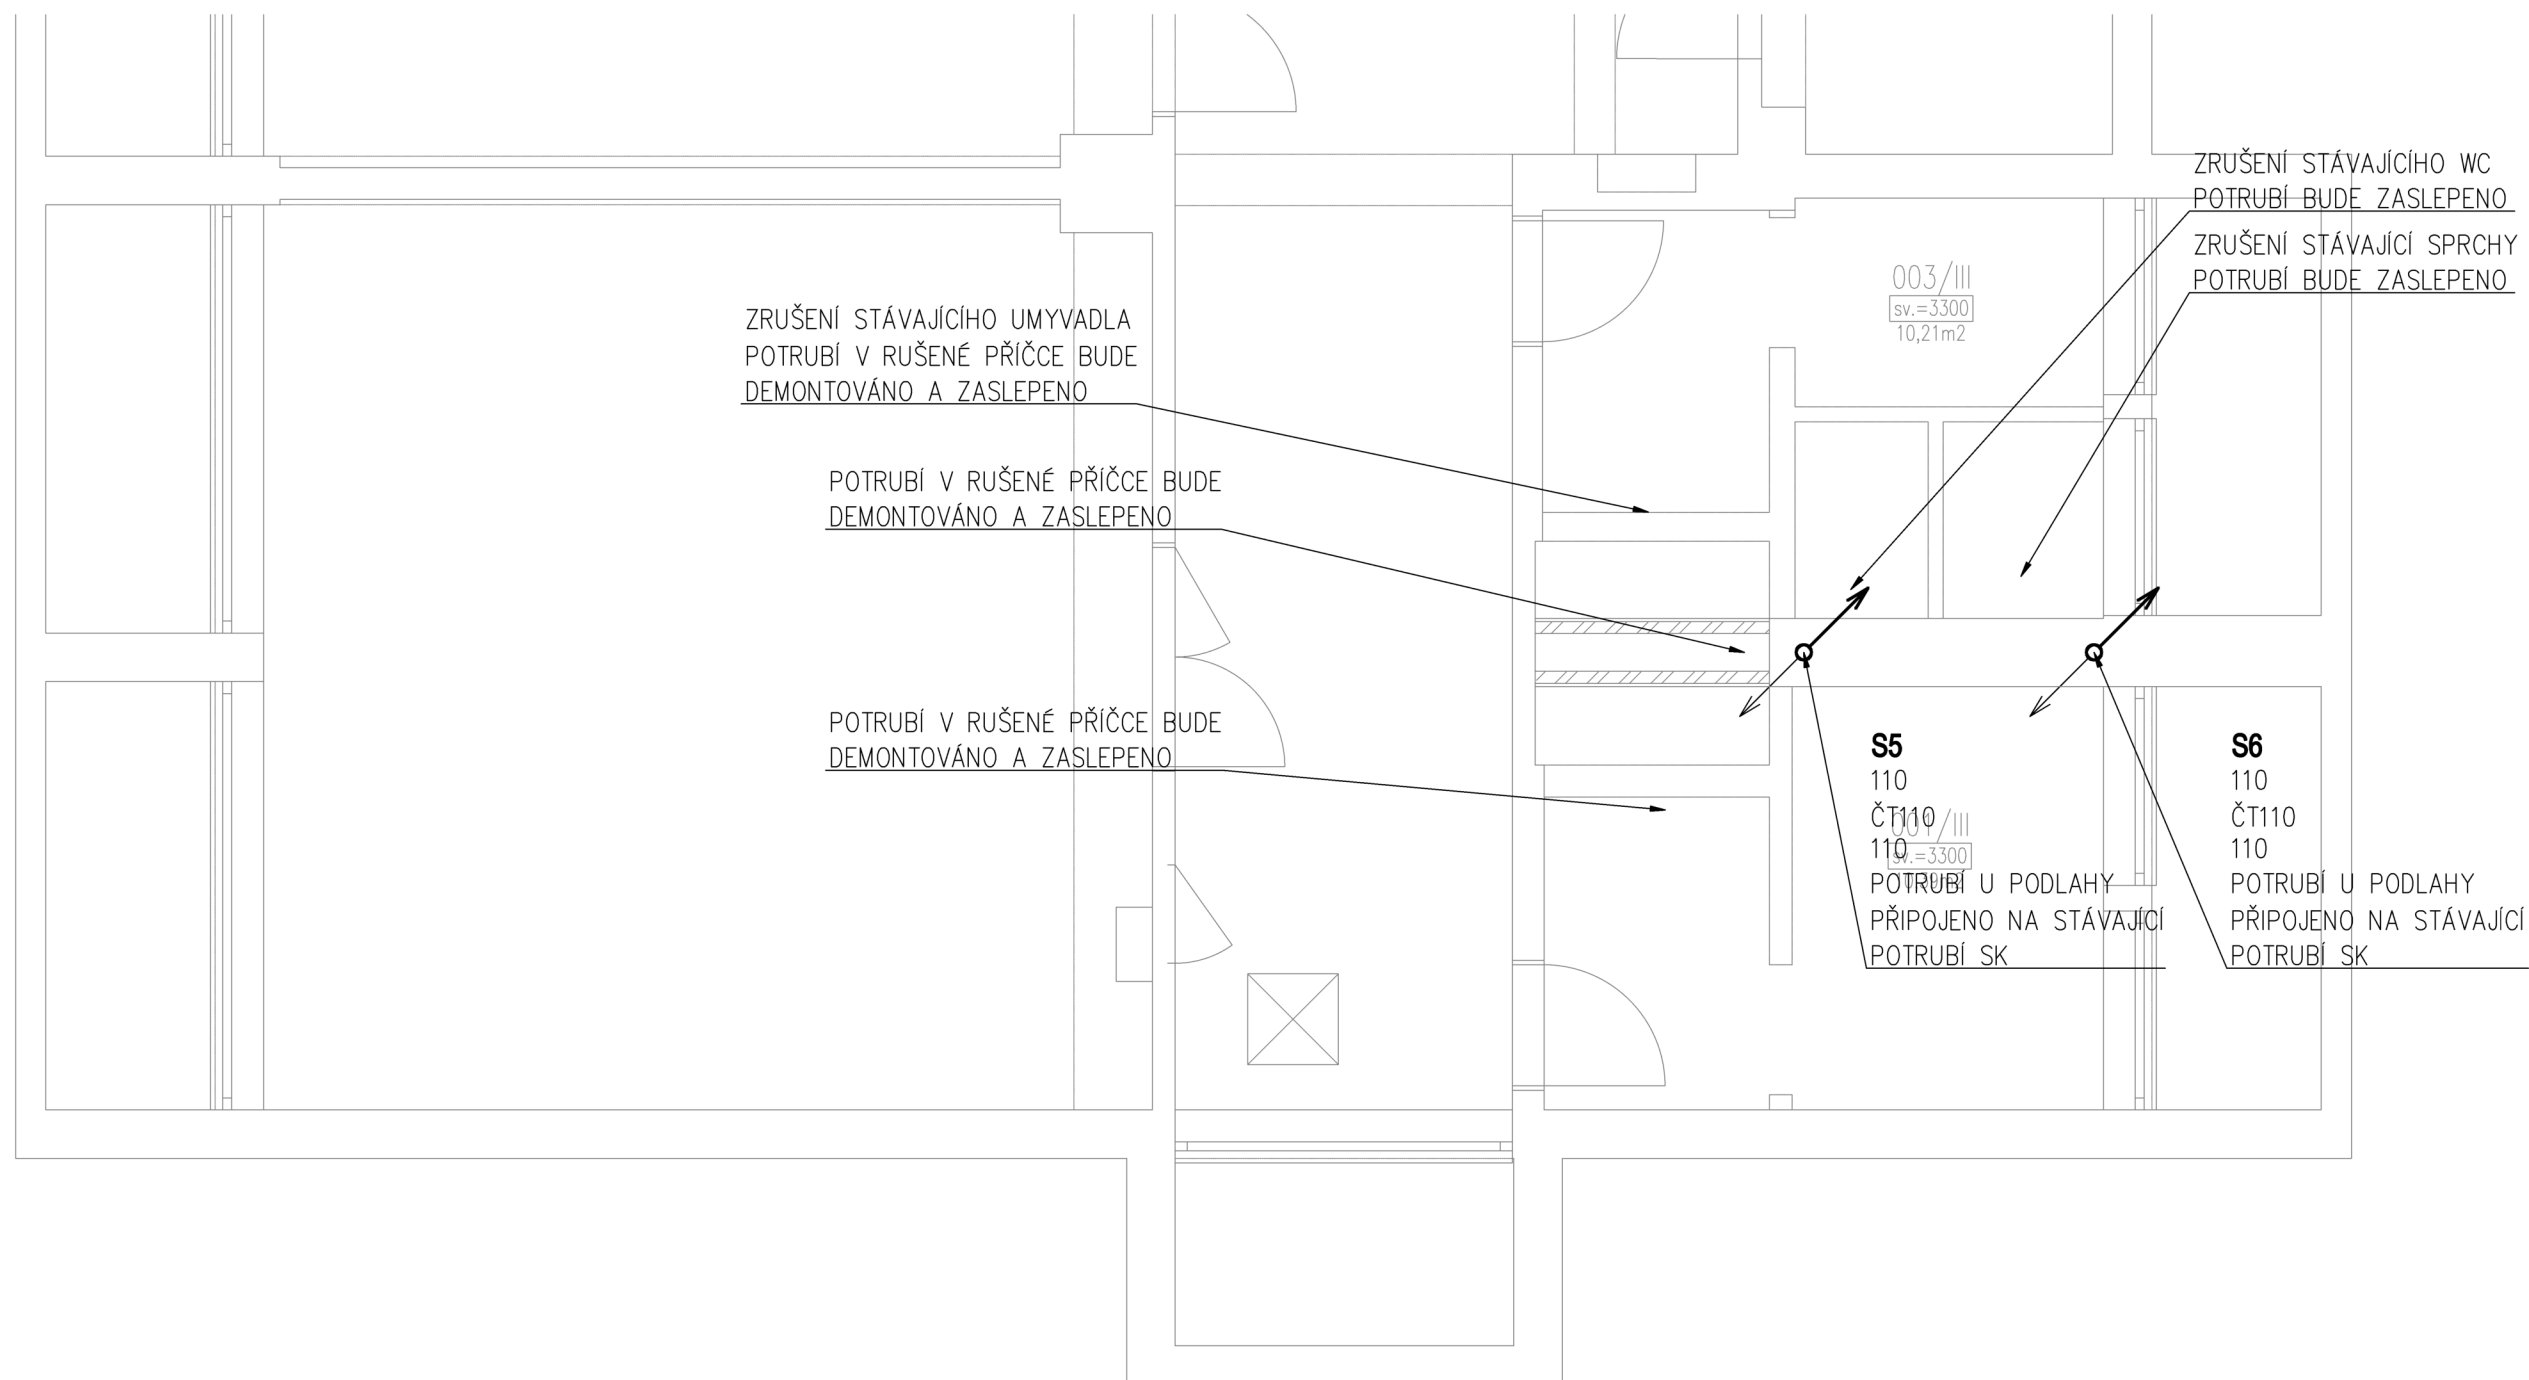 ZRUŠENÍ STÁVAJÍCÍHO WC
POTRUBÍ BUDE ZASLEPENO
ZRUŠENÍ STÁVAJÍCÍ SPRCHY
POTRUBÍ BUDE ZASLEPENO
003/III
sv.=3300
10,21m2
ZRUŠENÍ STÁVAJÍCÍHO UMYVADLA
POTRUBÍ V RUŠENÉ PŘÍČCE BUDE
DEMONTOVÁNO A ZASLEPENO
POTRUBÍ V RUŠENÉ PŘÍČCE BUDE
DEMONTOVÁNO A ZASLEPENO
POTRUBÍ V RUŠENÉ PŘÍČCE BUDE
DEMONTOVÁNO A ZASLEPENO
S5
110
ČT110
110
POTRUBÍ U PODLAHY
PŘIPOJENO NA STÁVAJÍCÍ
POTRUBÍ SK
001/III
sv.=3300
S6
110
ČT110
110
POTRUBÍ U PODLAHY
PŘIPOJENO NA STÁVAJÍCÍ
POTRUBÍ SK